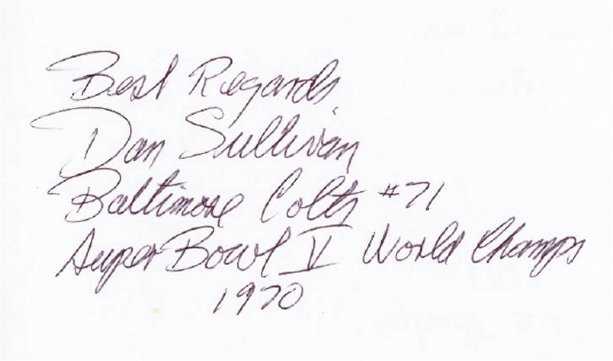 Best Regards,
Dan Sullivan
Baltimore Colts #71
Super Bowl V World Champs
1970